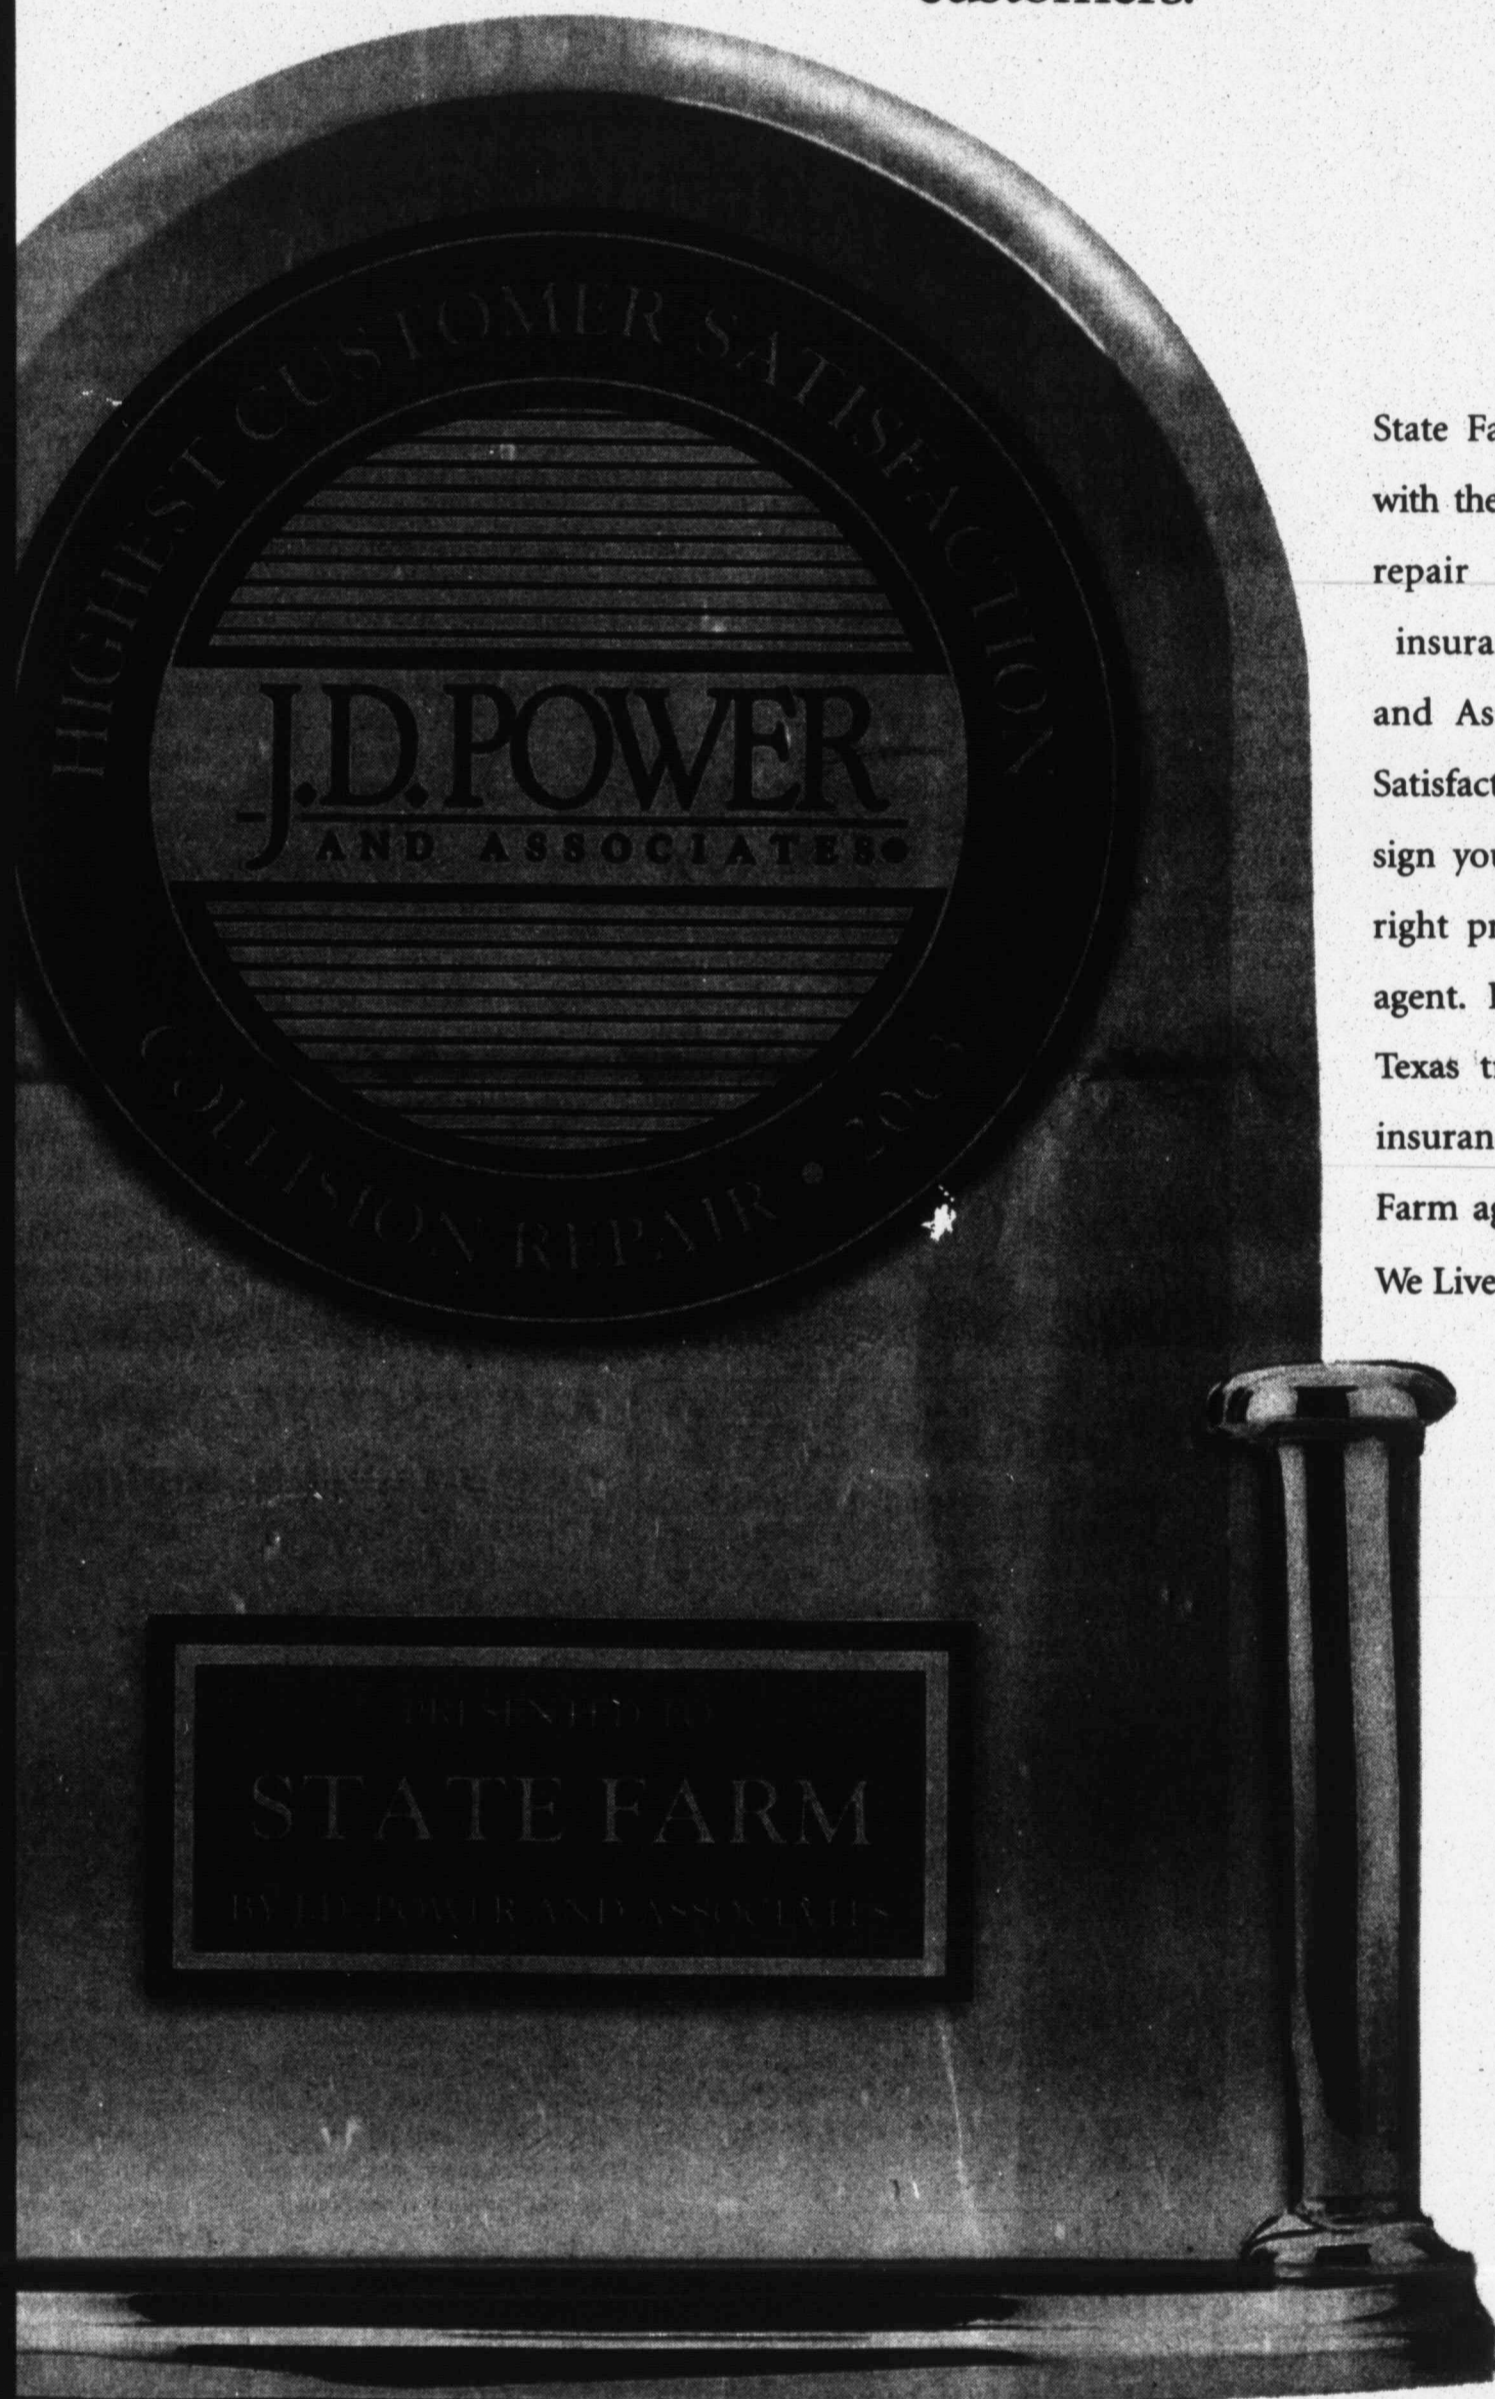 customers.
HIGHEST CUSTOMER SATISFACTION
J.D. POWER
AND ASSOCIATES
COLLISION REPAIR •
PRESENTED TO
STATE FARM
BY J.D. POWER AND ASSOCIATES
State Fa
with the
repair
insura
and As
Satisfact
sign you
right pr
agent.
Texas t
insuran
Farm ag
We Live